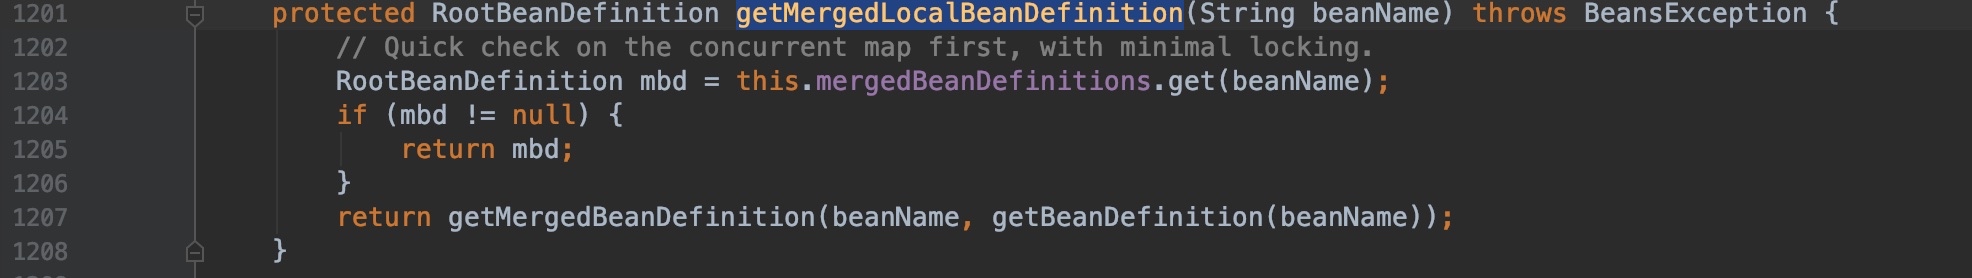 1201 protected RootBeanDefinition getMergedLocalBeanDefinition(String beanName) throws BeansException {
1202 // Quick check on the concurrent map first, with minimal locking.
1203 RootBeanDefinition mbd = this.mergedBeanDefinitions.get(beanName);
1204 if (mbd != null) {
1205 return mbd;
1206 }
1207 return getMergedBeanDefinition(beanName, getBeanDefinition(beanName));
1208 }